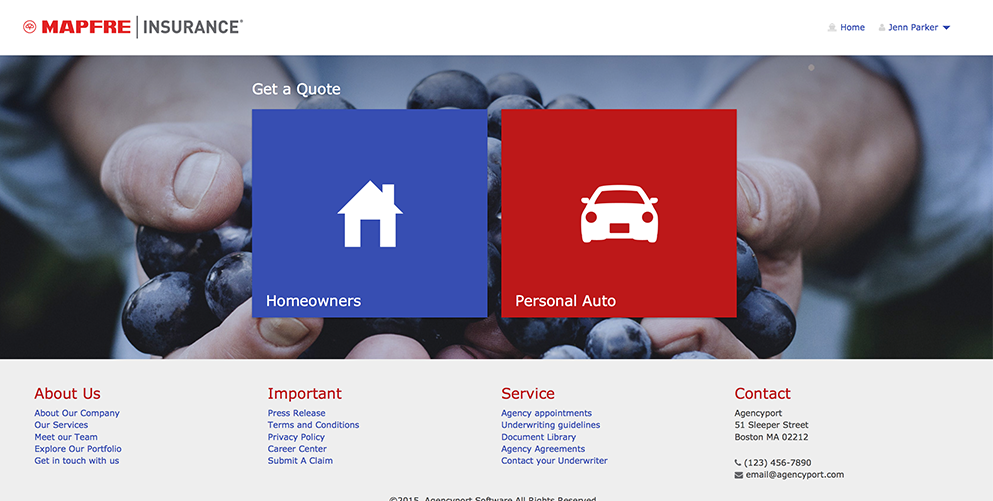 MAPFRE | INSURANCE®
Home
Jenn Parker
Get a Quote
Homeowners
Personal Auto
About Us
About Our Company
Our Services
Meet our Team
Explore Our Portfolio
Get in touch with us
Important
Press Release
Terms and Conditions
Privacy Policy
Career Center
Submit A Claim
Service
Agency appointments
Underwriting guidelines
Document Library
Agency Agreements
Contact your Underwriter
Contact
Agencyport
51 Sleeper Street
Boston MA 02212
(123) 456-7890
email@agencyport.com
©2015, Agencyport Software All Rights Reserved